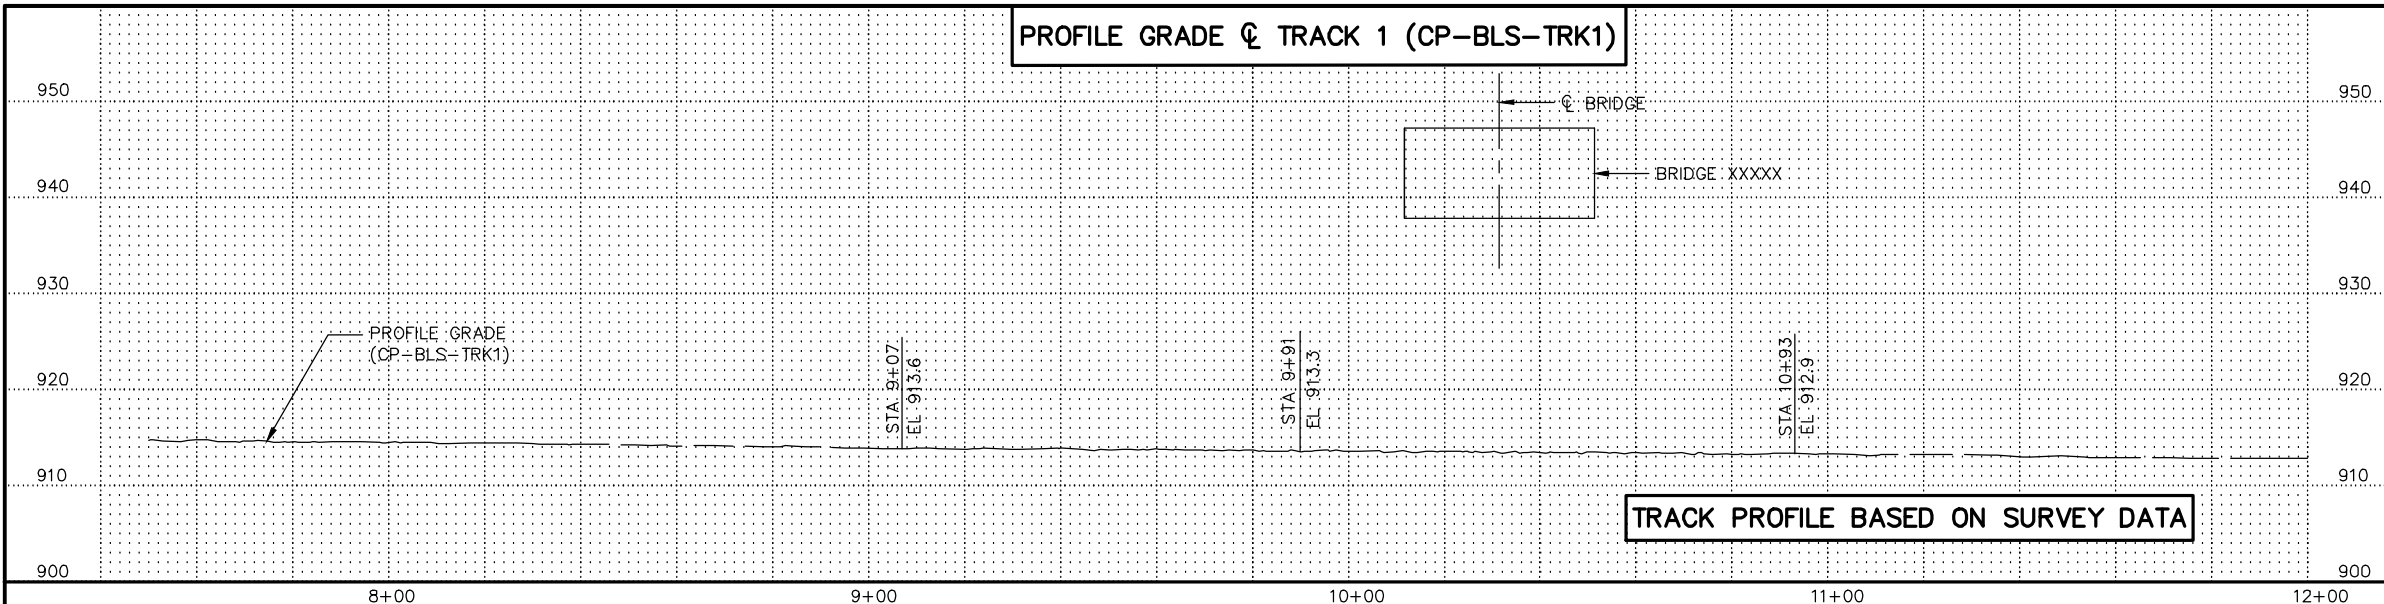 PROFILE GRADE ℄ TRACK 1 (CP-BLS-TRK1)
950
950
℄ BRIDGE
BRIDGE XXXXX
940
940
930
930
PROFILE GRADE
(CP-BLS-TRK1)
STA 9+07
EL 913.6
STA 9+91
EL 913.3
STA 10+93
EL 912.9
920
920
910
910
TRACK PROFILE BASED ON SURVEY DATA
900
900
8+00
9+00
10+00
11+00
12+00